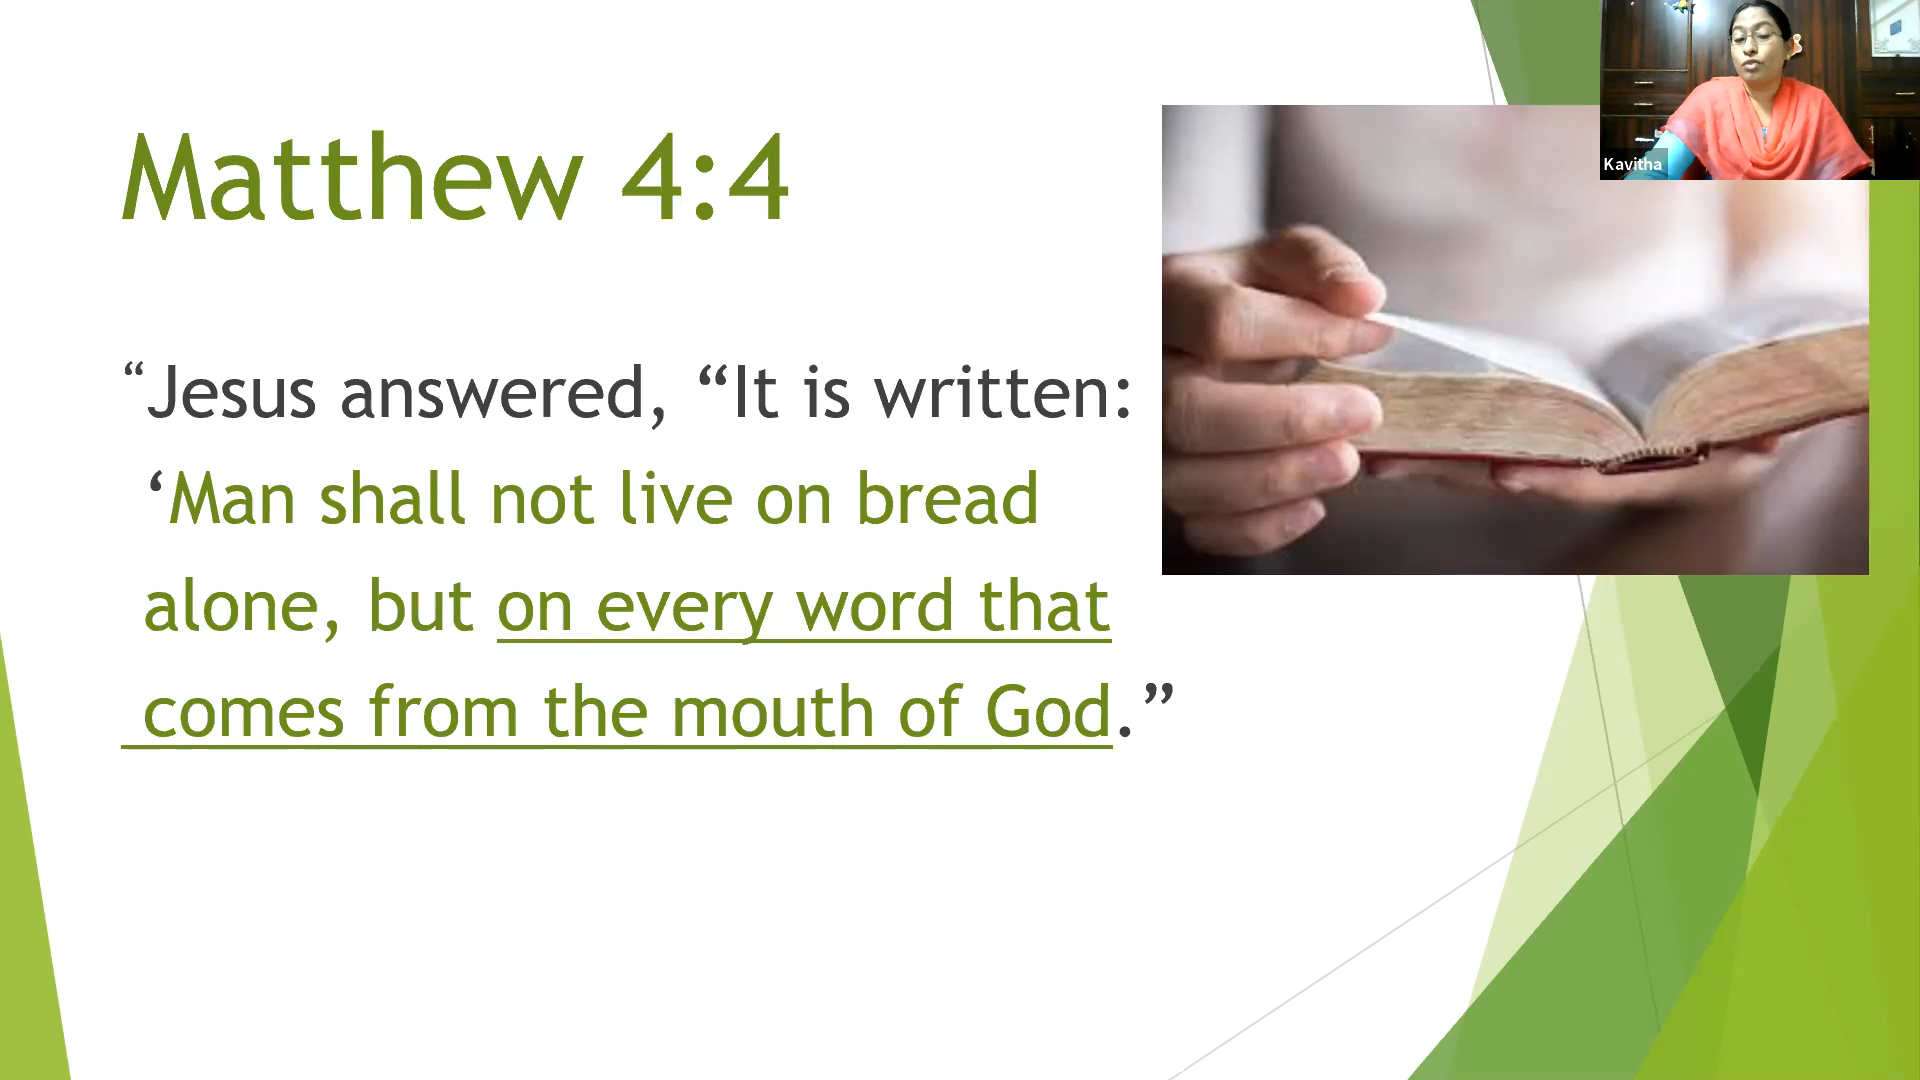 Matthew 4:4
“Jesus answered, “It is written:
‘Man shall not live on bread
alone, but on every word that
comes from the mouth of God.”
Kavitha